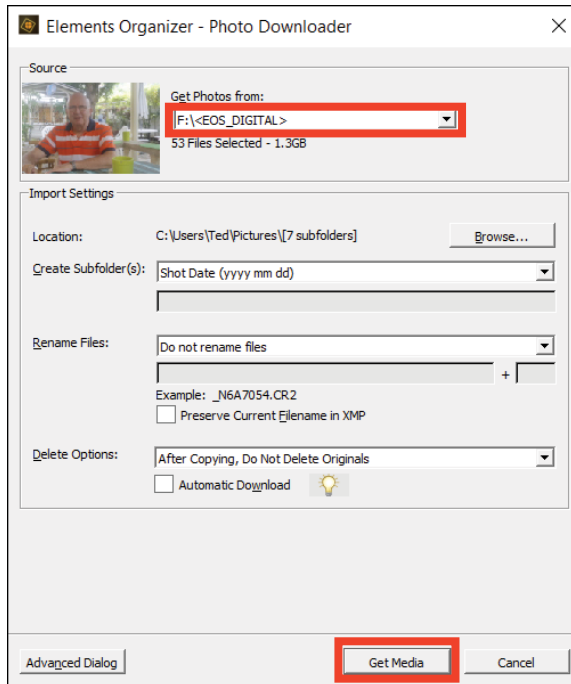 Elements Organizer - Photo Downloader
Source
Get Photos from:
F:\<EOS_DIGITAL>
53 Files Selected - 1.3GB
Import Settings
Location: C:\Users\Ted\Pictures\[7 subfolders] Browse...
Create Subfolder(s): Shot Date (yyyy mm dd)
Rename Files: Do not rename files
+
Example: _N6A7054.CR2
Preserve Current Filename in XMP
Delete Options: After Copying, Do Not Delete Originals
Automatic Download
Advanced Dialog Get Media Cancel